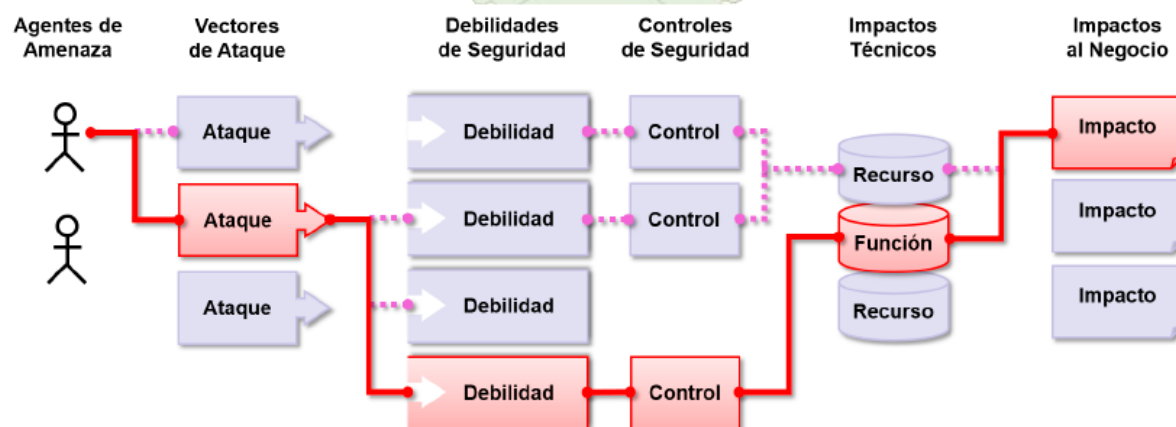 Agentes de
Amenaza
Vectores
de Ataque
Debilidades
de Seguridad
Controles
de Seguridad
Impactos
Técnicos
Impactos
al Negocio
Ataque
Debilidad
Control
Impacto
Recurso
Ataque
Debilidad
Control
Impacto
Función
Ataque
Debilidad
Impacto
Recurso
Debilidad
Control